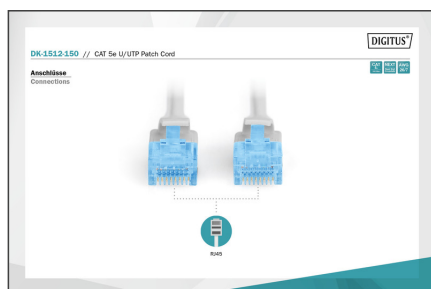 DIGITUS®
DK-1512-150 // CAT 5e U/UTP Patch Cord
Anschlüsse
Connections
RJ45